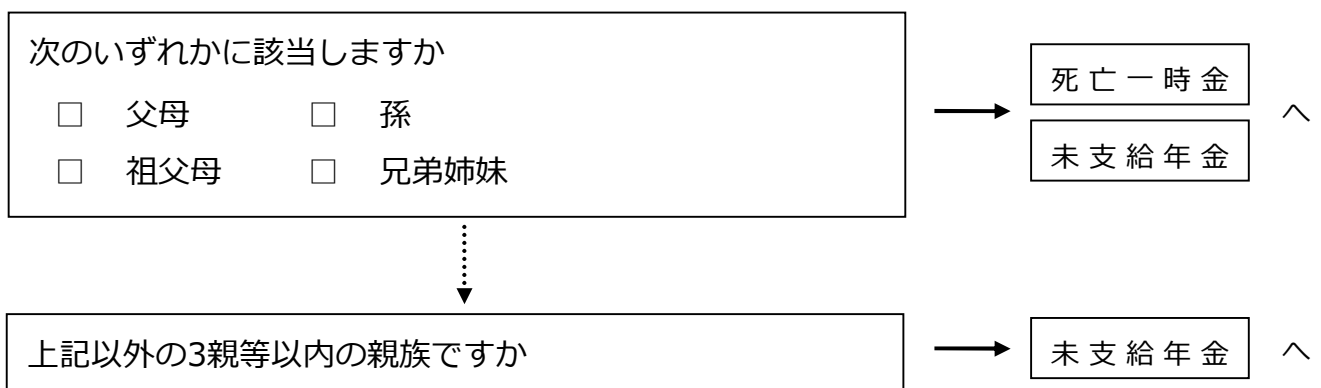 次のいずれかに該当しますか
□ 父母 □ 孫
□ 祖父母 □ 兄弟姉妹
死亡一時金
未支給年金
へ
上記以外の3親等以内の親族ですか
未支給年金 へ